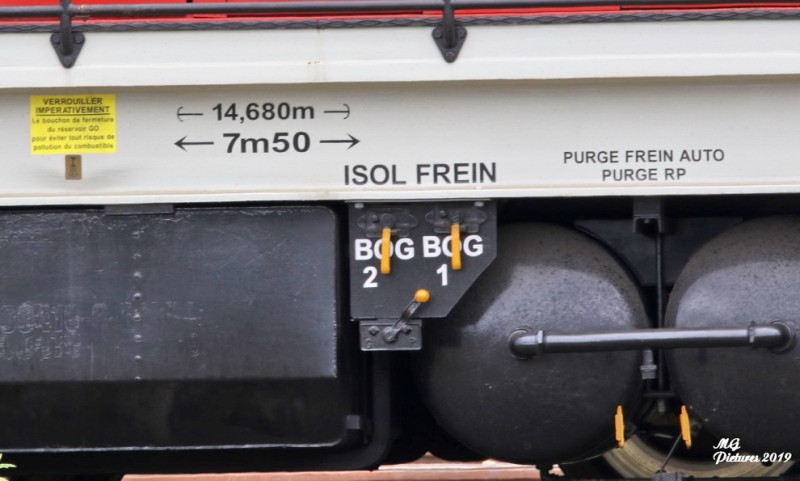 VERROUILLER
IMPERATIVEMENT
Le bouchon de fermeture
du réservoir GO
pour éviter tout risque de
pollution du combustible
14,680m
7m50
ISOL FREIN
PURGE FREIN AUTO
PURGE RP
BOG BOG
2 1
MG
Pictures 2019